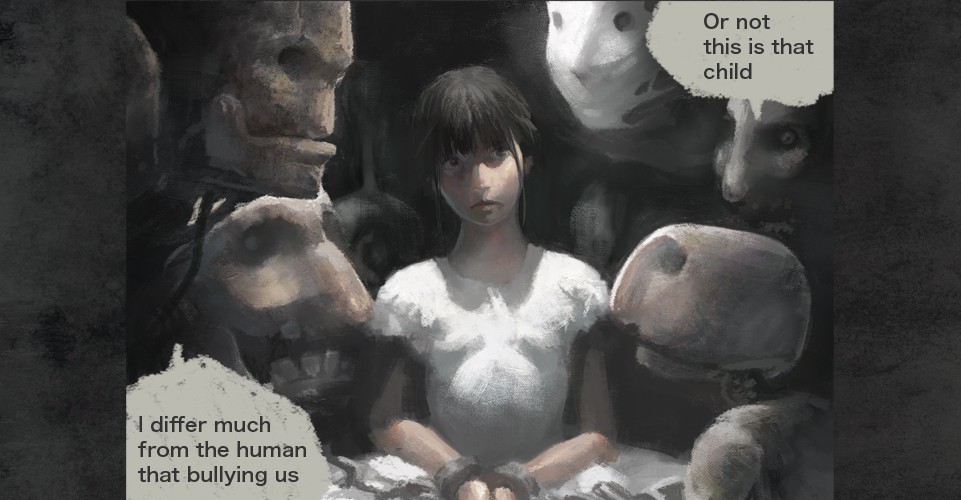 Or not
this is that
child
I differ much
from the human
that bullying us